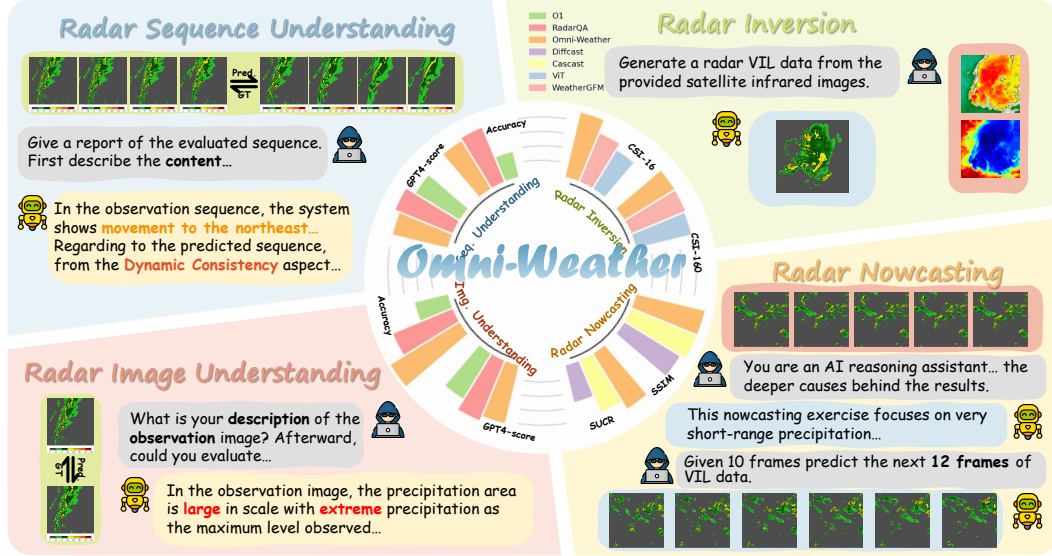 Radar Sequence Understanding
Pred
GT
Give a report of the evaluated sequence.
First describe the content…
In the observation sequence, the system
shows movement to the northeast…
Regarding to the predicted sequence,
from the Dynamic Consistency aspect…
O1
RadarQA
Omni-Weather
Diffcast
Cascast
ViT
WeatherGFM
Radar Inversion
Generate a radar VIL data from the
provided satellite infrared images.
Accuracy
GPT4-score
CSI-16
CSI-160
Seq. Understanding
Radar Inversion
Omni-Weather
Img. Understanding
Radar Nowcasting
Accuracy
GPT4-score
SUCR
SSIW
Radar Image Understanding
Pred
GT
What is your description of the
observation image? Afterward,
could you evaluate…
In the observation image, the precipitation area
is large in scale with extreme precipitation as
the maximum level observed…
Radar Nowcasting
You are an AI reasoning assistant… the
deeper causes behind the results.
This nowcasting exercise focuses on very
short-range precipitation…
Given 10 frames predict the next 12 frames of
VIL data.